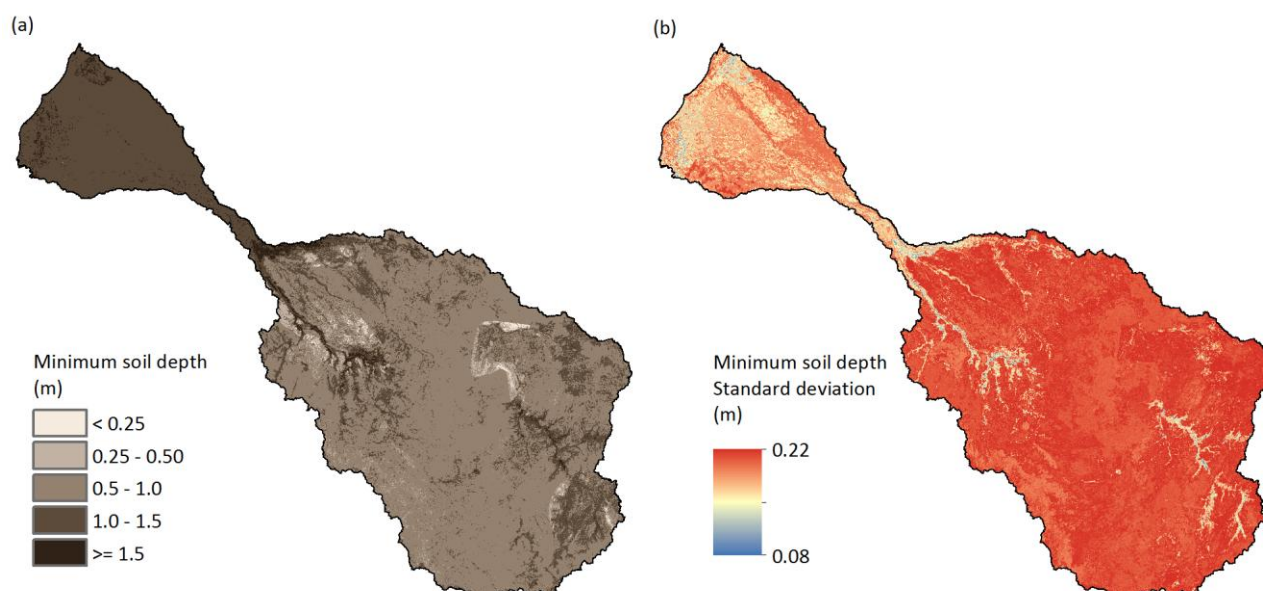 (a)
Minimum soil depth
(m)
< 0.25
0.25 - 0.50
0.5 - 1.0
1.0 - 1.5
>= 1.5
(b)
Minimum soil depth
Standard deviation
(m)
0.22
0.08